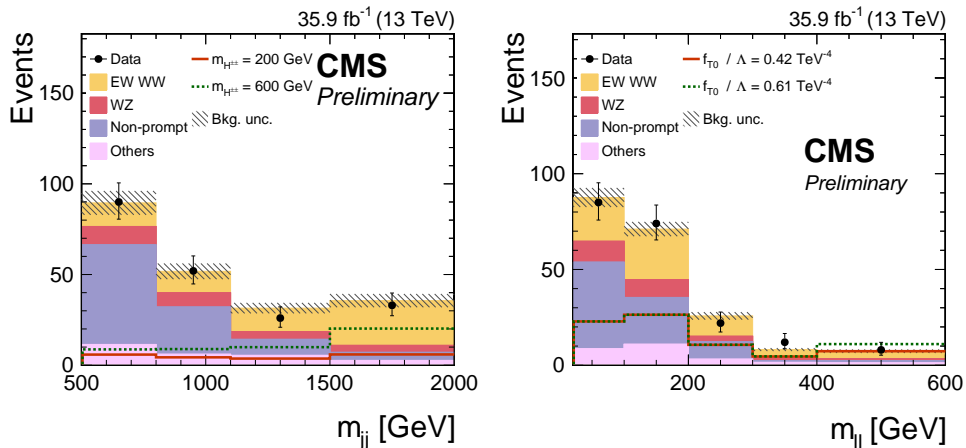 35.9 fb⁻¹ (13 TeV)
Events
150
100
50
0
Data
EW WW
WZ
Non-prompt
Others
m_H±± = 200 GeV
m_H±± = 600 GeV
Bkg. unc.
CMS
Preliminary
500 1000 1500 2000
m_jj [GeV]
35.9 fb⁻¹ (13 TeV)
Events
150
100
50
0
Data
EW WW
WZ
Non-prompt
Others
f_T0 / Λ = 0.42 TeV⁻⁴
f_T0 / Λ = 0.61 TeV⁻⁴
Bkg. unc.
CMS
Preliminary
200 400 600
m_ll [GeV]